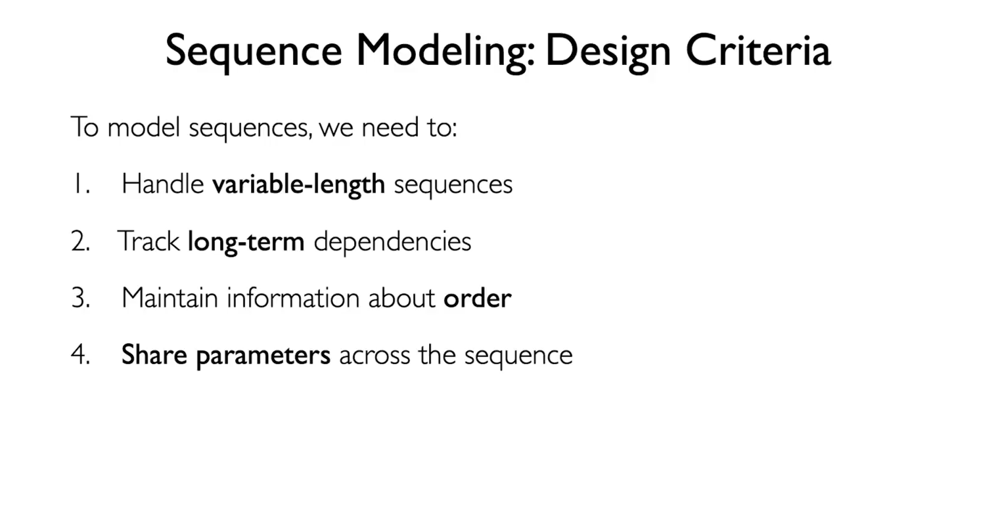 Sequence Modeling: Design Criteria
To model sequences, we need to:
1. Handle variable-length sequences
2. Track long-term dependencies
3. Maintain information about order
4. Share parameters across the sequence